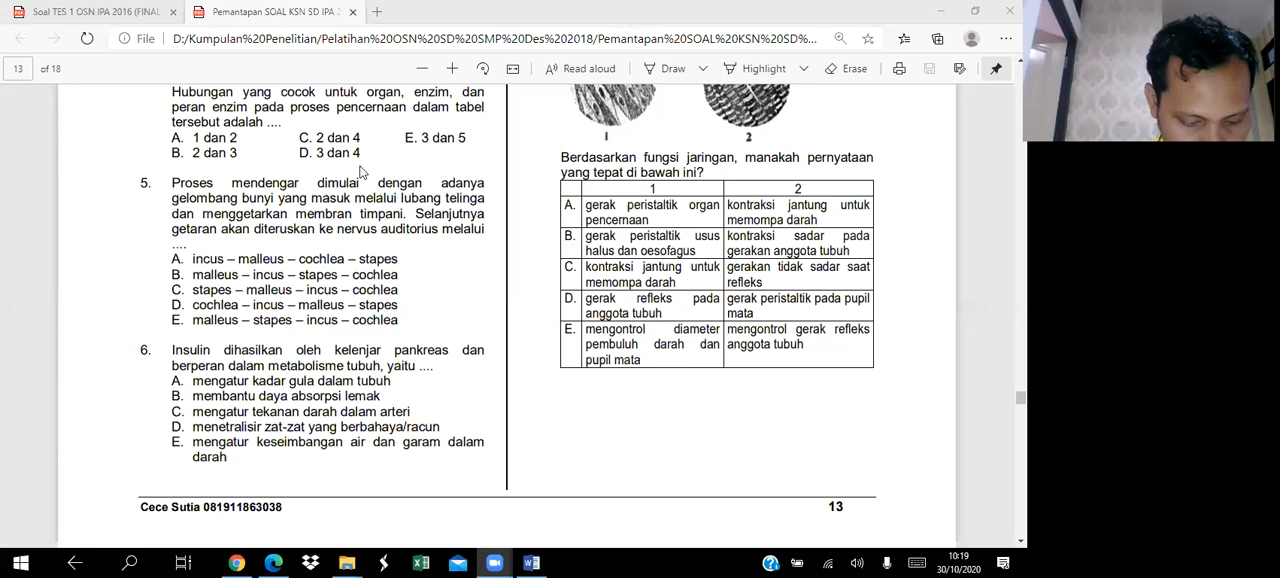 Soal TES 1 OSN IPA 2016 (FINAL
Pemantapan SOAL KSN SD IPA 2
File
D:/Kumpulan%20Penelitian/Pelatihan%20OSN%20SD%20SMP%20Des%202018/Pemantapan%20SOAL%20KSN%20SD%...
13 of 18
Read aloud
Draw
Highlight
Erase
Hubungan yang cocok untuk organ, enzim, dan
peran enzim pada proses pencernaan dalam tabel
tersebut adalah ....
A. 1 dan 2 C. 2 dan 4 E. 3 dan 5
B. 2 dan 3 D. 3 dan 4
5. Proses mendengar dimulai dengan adanya
gelombang bunyi yang masuk melalui lubang telinga
dan menggetarkan membran timpani. Selanjutnya
getaran akan diteruskan ke nervus auditorius melalui
....
A. incus – malleus – cochlea – stapes
B. malleus – incus – stapes – cochlea
C. stapes – malleus – incus – cochlea
D. cochlea – incus – malleus – stapes
E. malleus – stapes – incus – cochlea
6. Insulin dihasilkan oleh kelenjar pankreas dan
berperan dalam metabolisme tubuh, yaitu ....
A. mengatur kadar gula dalam tubuh
B. membantu daya absorpsi lemak
C. mengatur tekanan darah dalam arteri
D. menetralisir zat-zat yang berbahaya/racun
E. mengatur keseimbangan air dan garam dalam
darah
1 2
Berdasarkan fungsi jaringan, manakah pernyataan
yang tepat di bawah ini?
1 2
A. gerak peristaltik organ kontraksi jantung untuk
pencernaan memompa darah
B. gerak peristaltik usus kontraksi sadar pada
halus dan oesofagus gerakan anggota tubuh
C. kontraksi jantung untuk gerakan tidak sadar saat
memompa darah refleks
D. gerak refleks pada gerak peristaltik pada pupil
anggota tubuh mata
E. mengontrol diameter mengontrol gerak refleks
pembuluh darah dan anggota tubuh
pupil mata
Cece Sutia 081911863038 13
10:19
30/10/2020